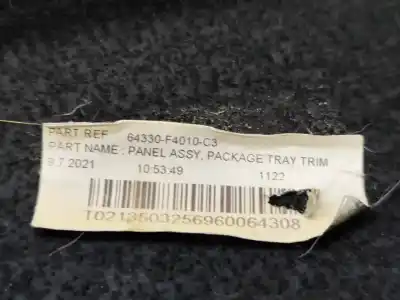 PART REF 64330-F4010-C3
PART NAME : PANEL ASSY, PACKAGE TRAY TRIM
9.7.2021 10:53:49 1122
T0213503256960064308